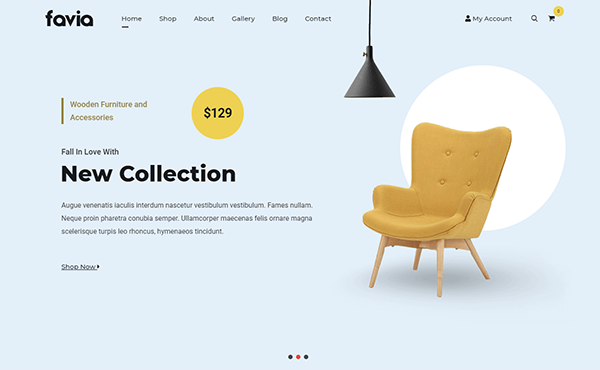 favia
Home Shop About Gallery Blog Contact My Account
Wooden Furniture and
Accessories
$129
Fall In Love With
New Collection
Augue venenatis iaculis interdum nascetur vestibulum vestibulum. Fames nullam.
Neque proin pharetra conubia semper. Ullamcorper maecenas felis ornare magna
scelerisque turpis leo rhoncus, hymenaeos tincidunt.
Shop Now